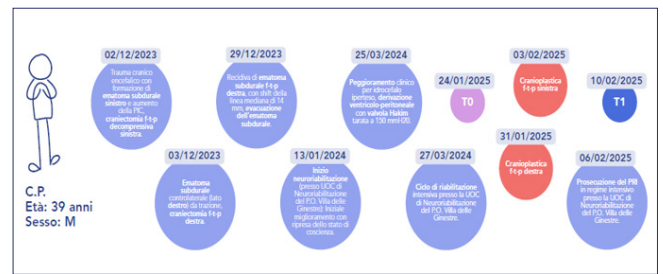 02/12/2023
Trauma cranico
encefalico con
formazione di
ematoma subdurale
sinistro e aumento
della PIC,
craniectomia f-t-p
decompressiva
sinistra.
29/12/2023
Recidiva di ematoma
subdurale f-t-p
destra, con shift della
linea mediana di 14
mm, evacuazione
dell'ematoma
subdurale.
25/03/2024
Peggioramento clinico
per idrocefalo
iperteso, derivazione
ventricolo-peritoneale
con valvola Hakim
tarata a 150 mmH20.
24/01/2025
T0
03/02/2025
Cranioplastica
f-t-p sinistra
10/02/2025
T1
C.P.
Età: 39 anni
Sesso: M
03/12/2023
Ematoma
subdurale
controlaterale (lato
destro) da trazione,
craniectomia f-t-p
destra.
13/01/2024
Inizio
neuroriabilitazione
(presso UOC di
Neuroriabilitazione
del P.O. Villa delle
Ginestre) Iniziale
miglioramento con
ripresa dello stato di
coscienza.
27/03/2024
Ciclo di riabilitazione
intensiva presso la UOC
di Neuroriabilitazione
del P.O. Villa delle
Ginestre.
31/01/2025
Cranioplastica
f-t-p destra
06/02/2025
Prosecuzione del PRI
in regime intensivo
presso la UOC di
Neuroriabilitazione
del P.O. Villa delle
Ginestre.